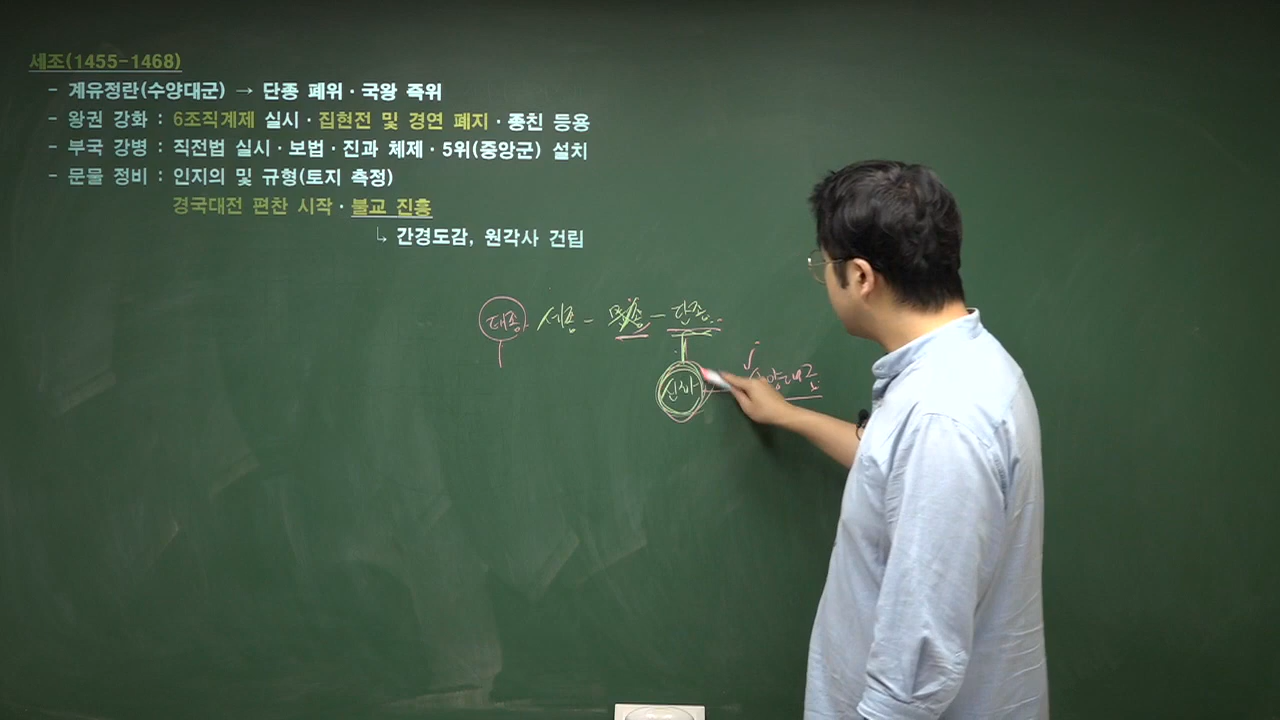 세조(1455-1468)
- 계유정란(수양대군) → 단종 폐위·국왕 즉위
- 왕권 강화 : 6조직계제 실시·집현전 및 경연 폐지·종친 등용
- 부국 강병 : 직전법 실시·보법·진과 체제·5위(중앙군) 설치
- 문물 정비 : 인지의 및 규형(토지 측정)
경국대전 편찬 시작·불교 진흥
↳ 간경도감, 원각사 건립
태종 세종 - 문종 - 단종
양대군